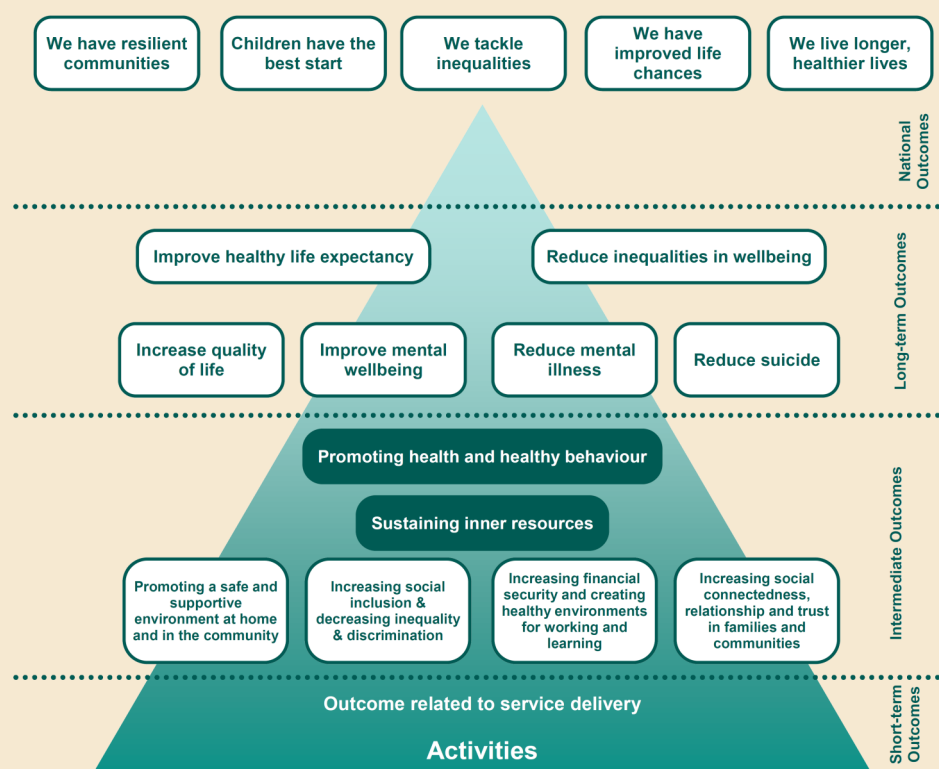 We have resilient
communities
Children have the
best start
We tackle
inequalities
We have
improved life
chances
We live longer,
healthier lives
National
Outcomes
Improve healthy life expectancy
Reduce inequalities in wellbeing
Increase quality
of life
Improve mental
wellbeing
Reduce mental
illness
Reduce suicide
Long-term Outcomes
Promoting health and healthy behaviour
Sustaining inner resources
Promoting a safe and
supportive
environment at home
and in the community
Increasing social
inclusion &
decreasing inequality
& discrimination
Increasing financial
security and creating
healthy environments
for working and
learning
Increasing social
connectedness,
relationship and trust
in families and
communities
Intermediate Outcomes
Outcome related to service delivery
Activities
Short-term
Outcomes